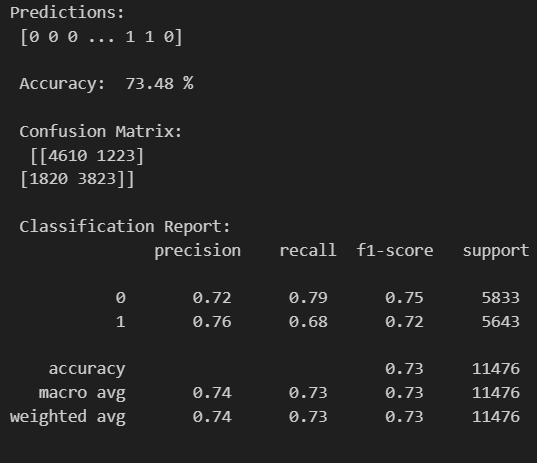 Predictions:
[0 0 0 ... 1 1 0]
Accuracy:  73.48 %
Confusion Matrix:
[[4610 1223]
[1820 3823]]
Classification Report:
precision    recall  f1-score   support
0       0.72      0.79      0.75      5833
1       0.76      0.68      0.72      5643
accuracy                           0.73     11476
macro avg       0.74      0.73      0.73     11476
weighted avg       0.74      0.73      0.73     11476